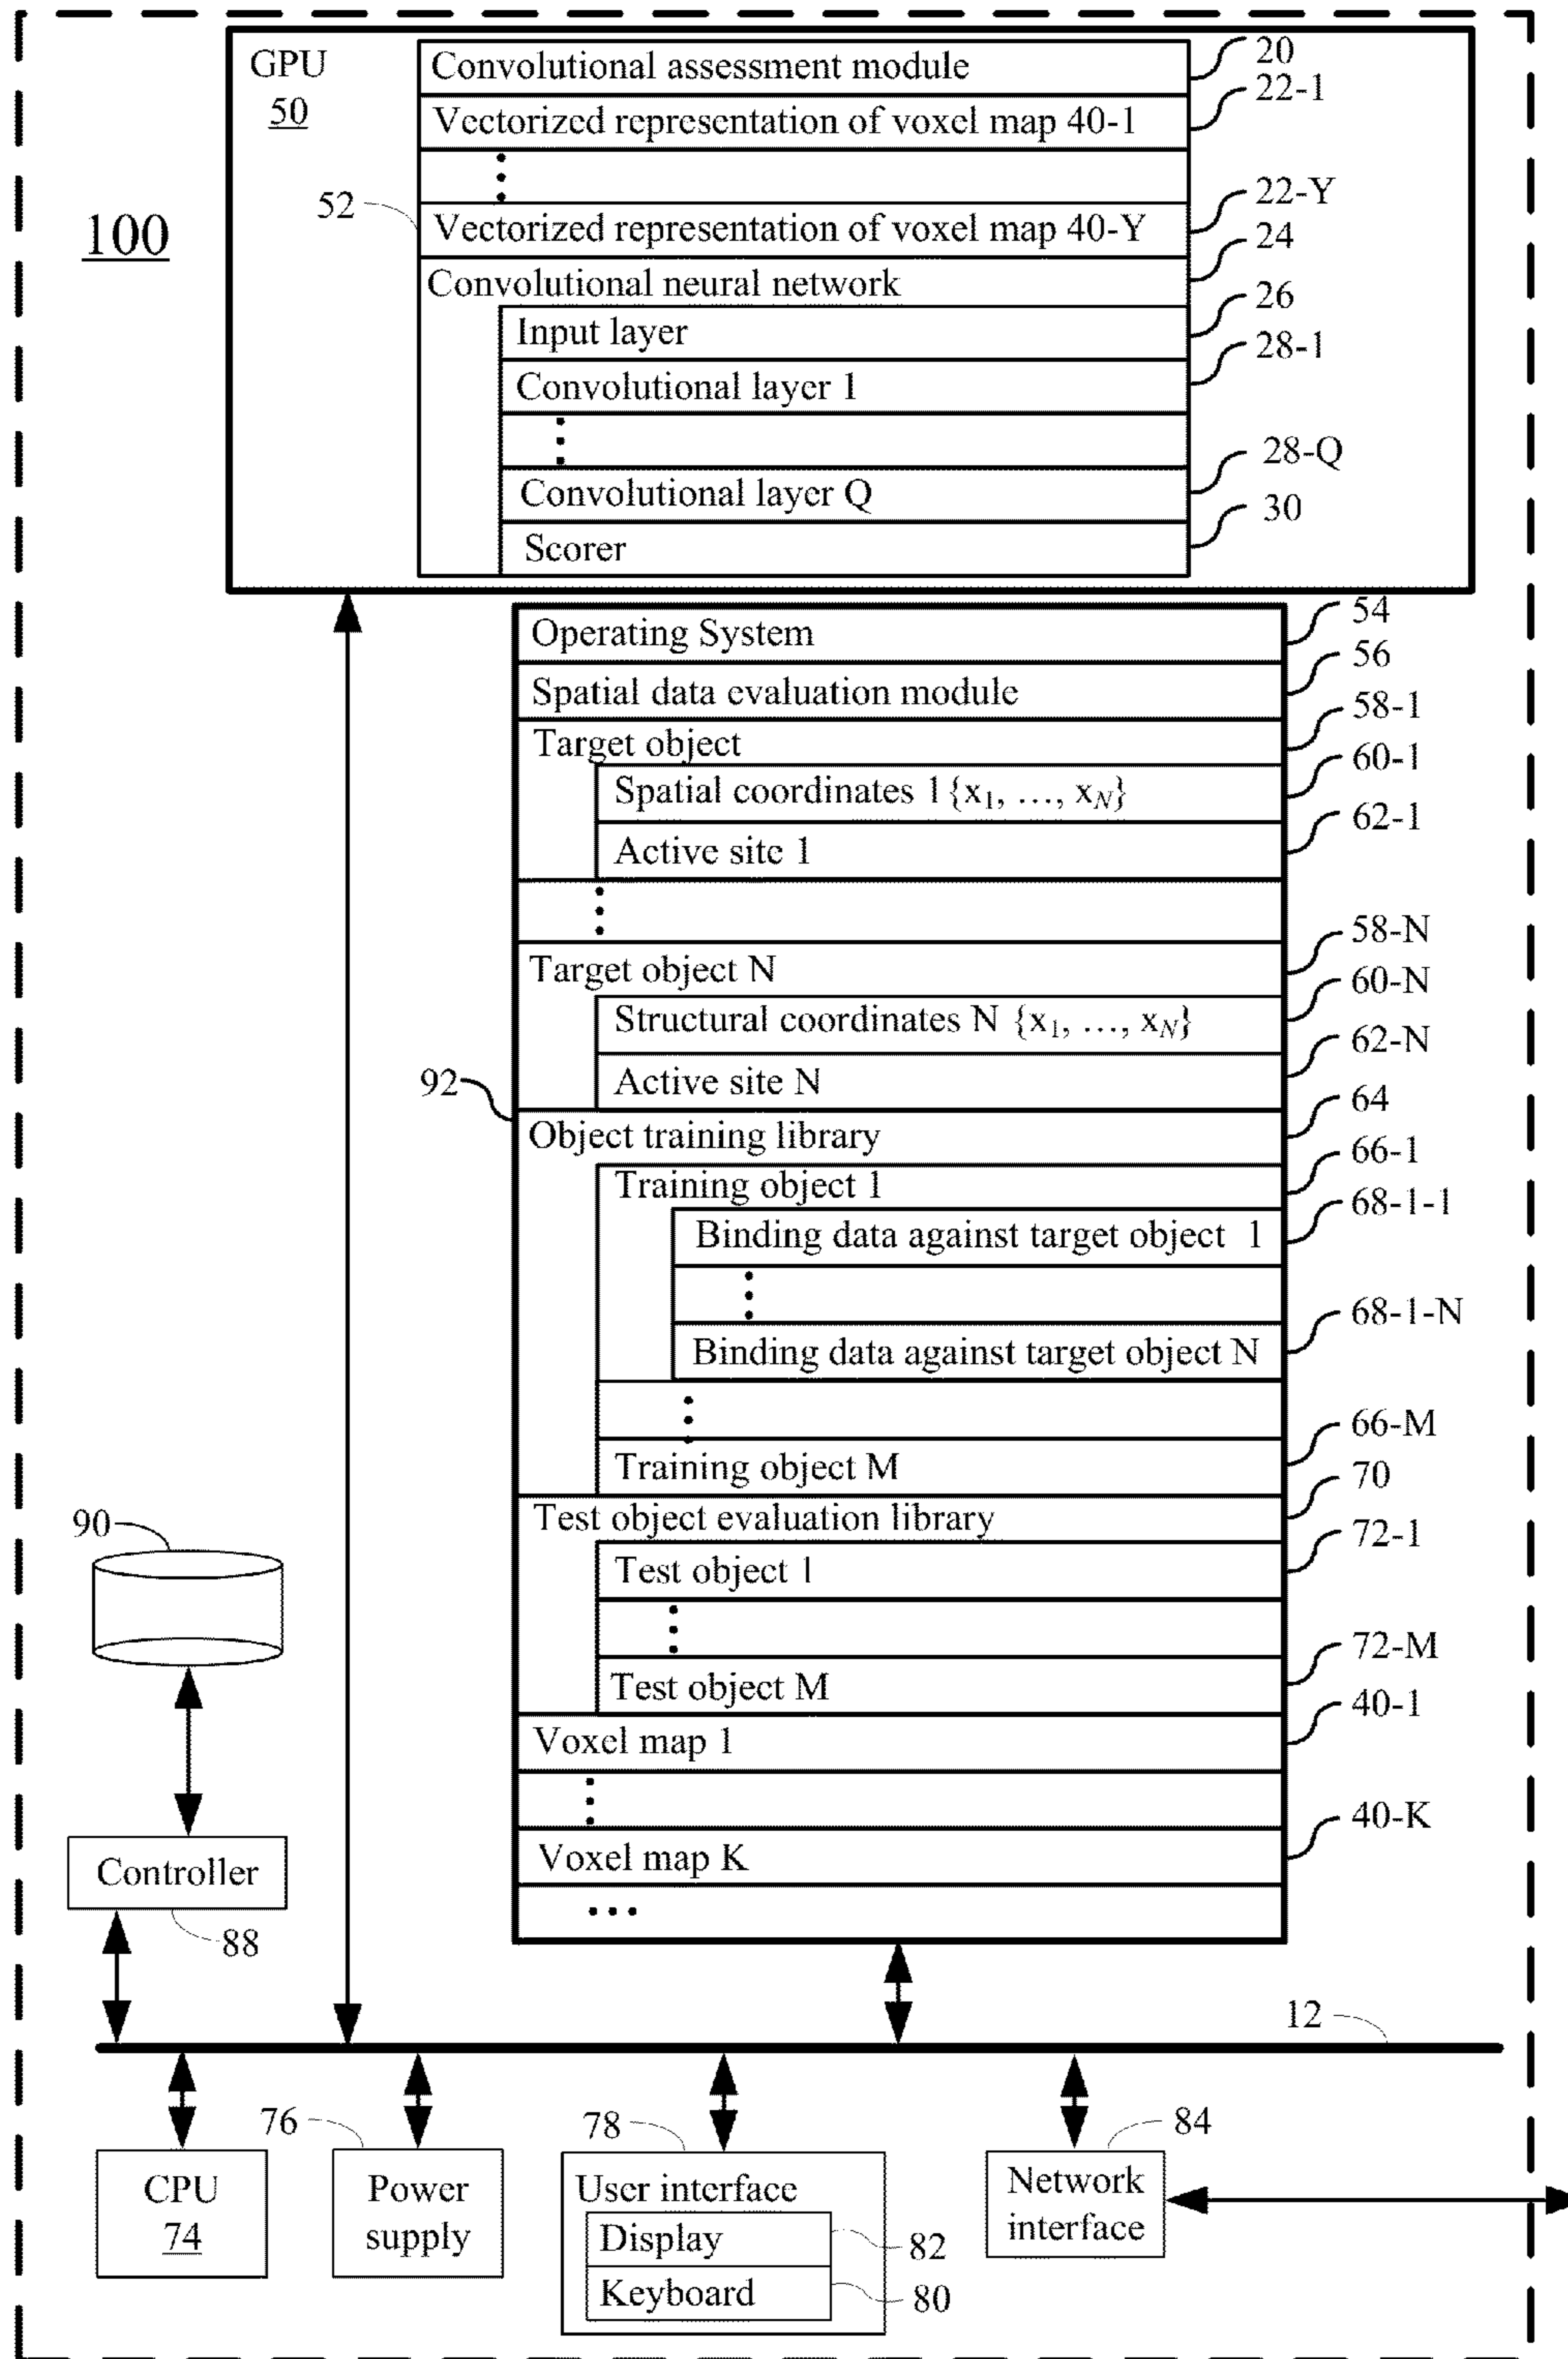 GPU
50
100
52
Convolutional assessment module
20
Vectorized representation of voxel map 40-1
22-1
Vectorized representation of voxel map 40-Y
22-Y
Convolutional neural network
24
Input layer
26
Convolutional layer 1
28-1
Convolutional layer Q
28-Q
Scorer
30
Operating System
54
Spatial data evaluation module
56
Target object
58-1
Spatial coordinates 1{x₁, …, x_N}
60-1
Active site 1
62-1
Target object N
58-N
Structural coordinates N {x₁, …, x_N}
60-N
Active site N
62-N
92
Object training library
64
Training object 1
66-1
Binding data against target object 1
68-1-1
Binding data against target object N
68-1-N
Training object M
66-M
Test object evaluation library
70
Test object 1
72-1
Test object M
72-M
Voxel map 1
40-1
Voxel map K
40-K
...
90
Controller
88
12
CPU
74
76
Power
supply
78
User interface
Display
82
Keyboard
80
84
Network
interface